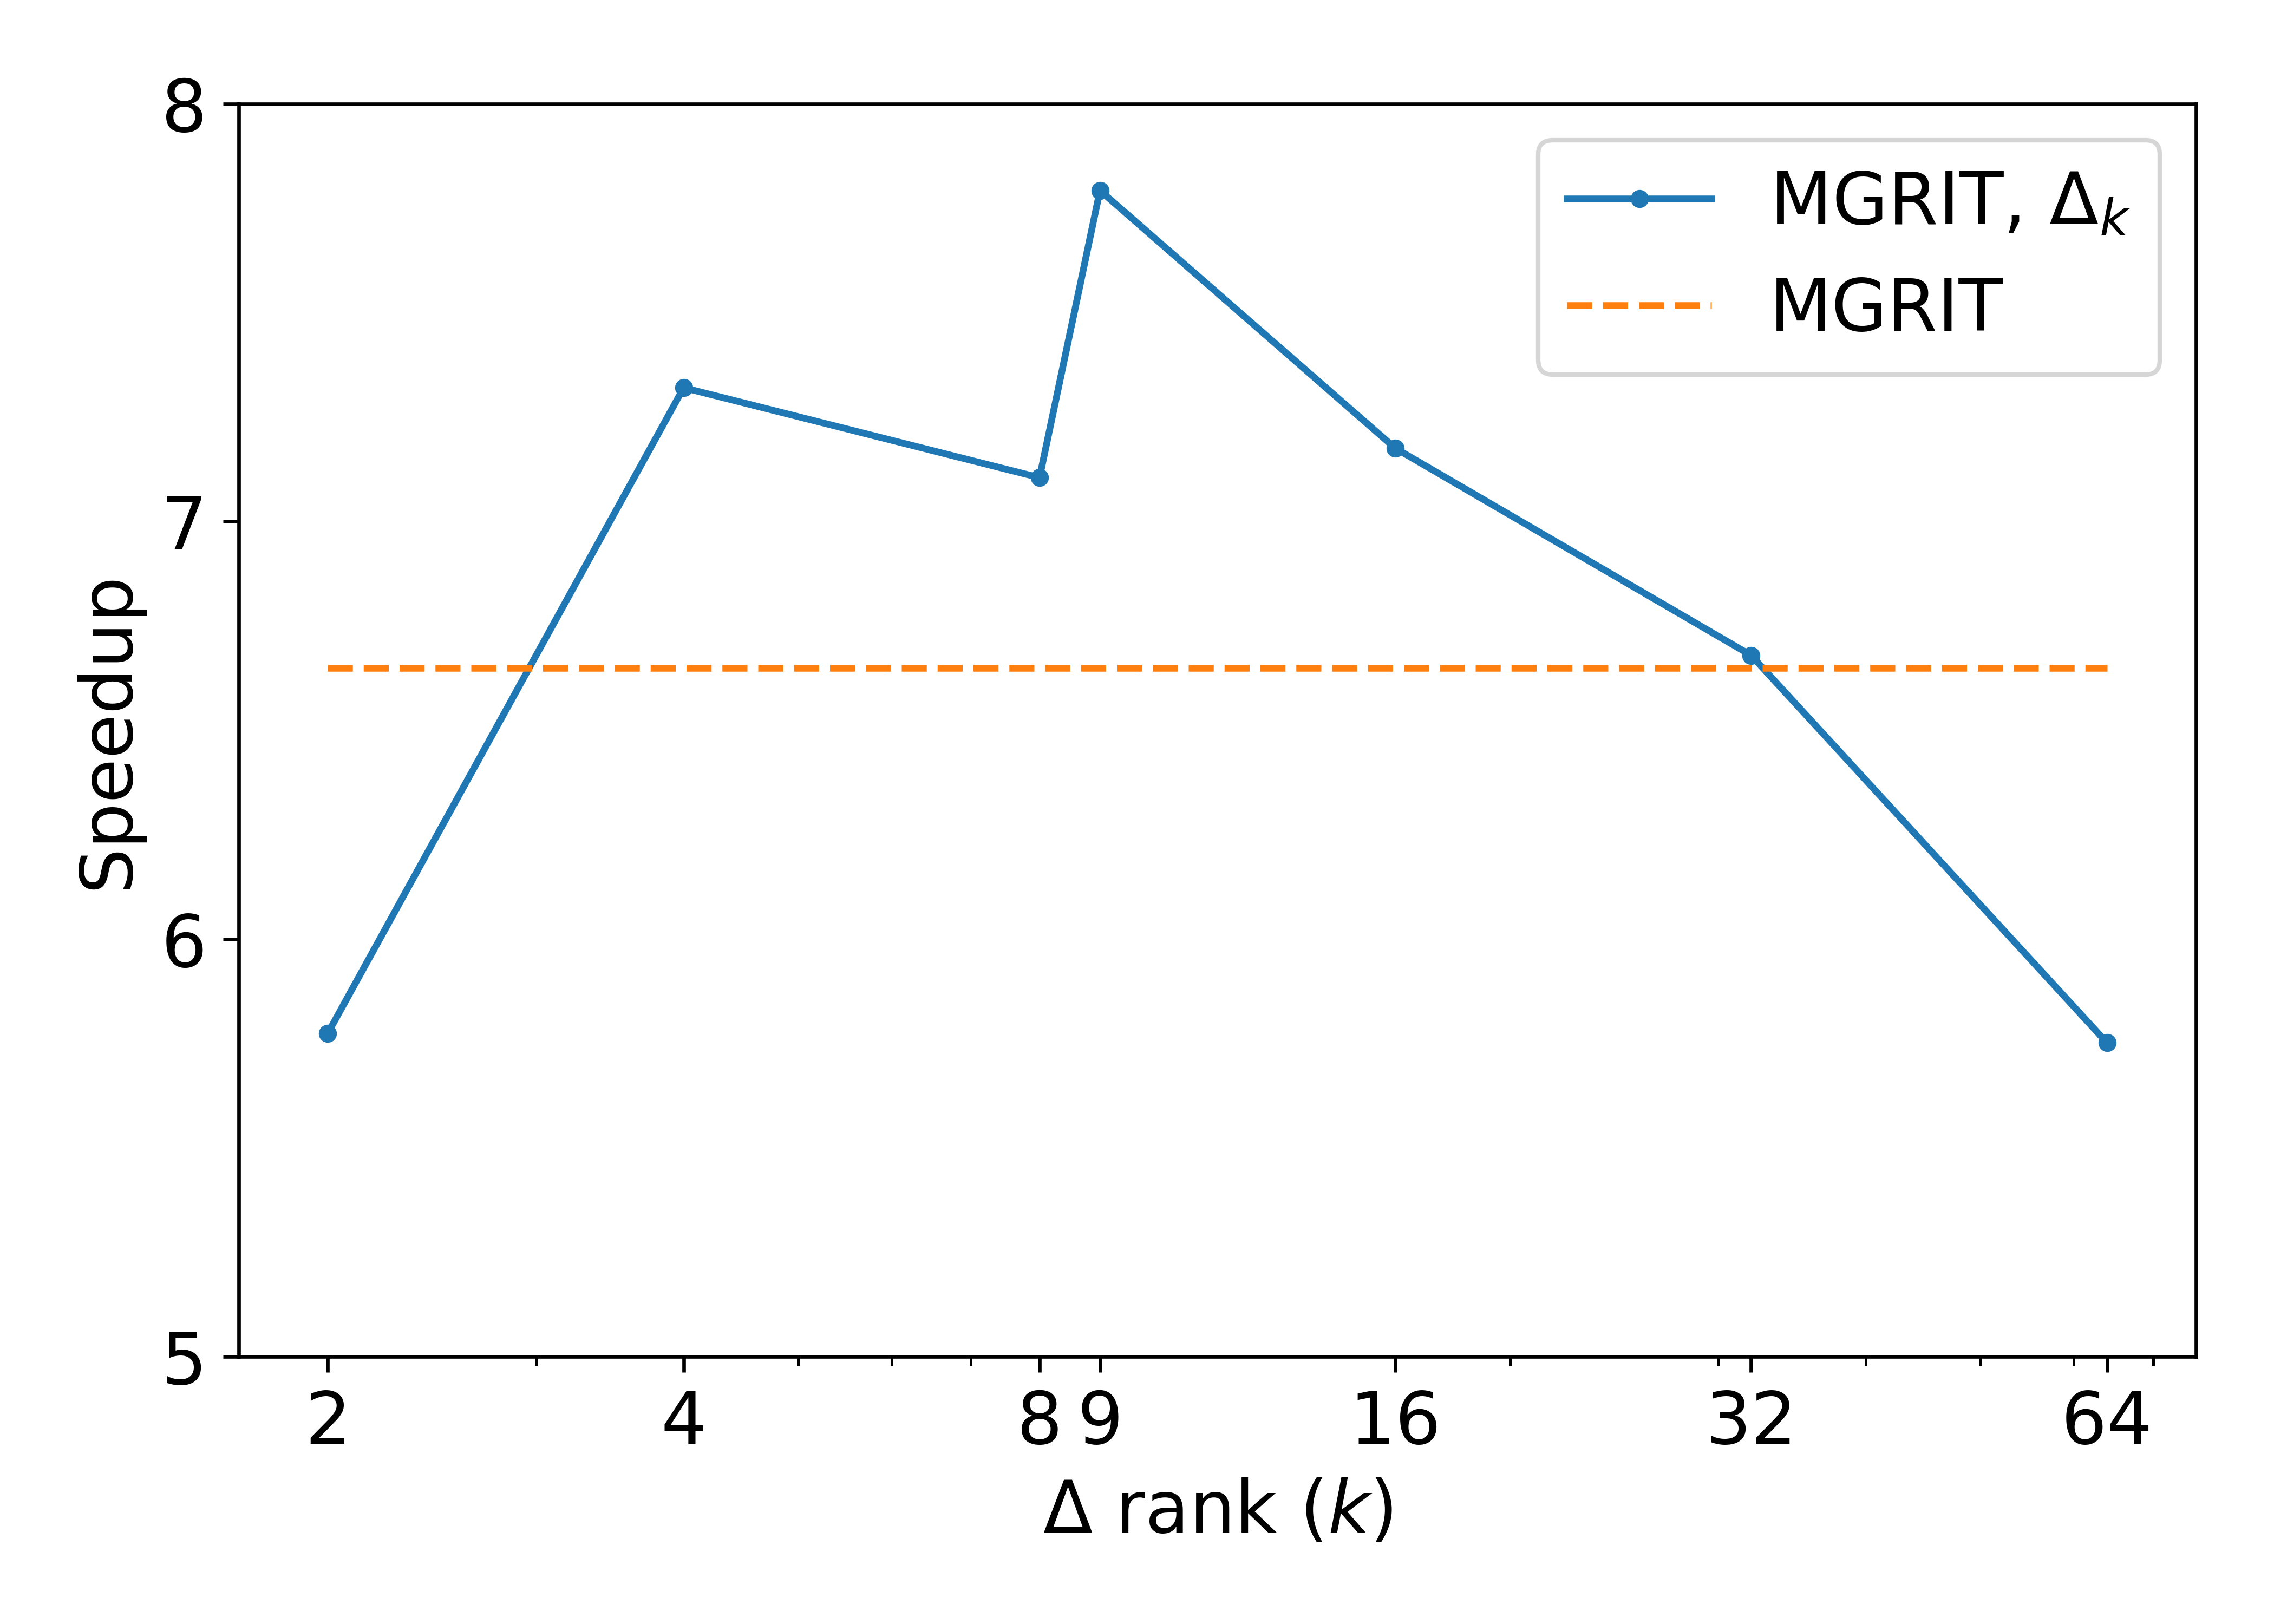 8
7
6
5
Speedup
MGRIT, Δk
MGRIT
2 4 8 9 16 32 64
Δ rank (k)